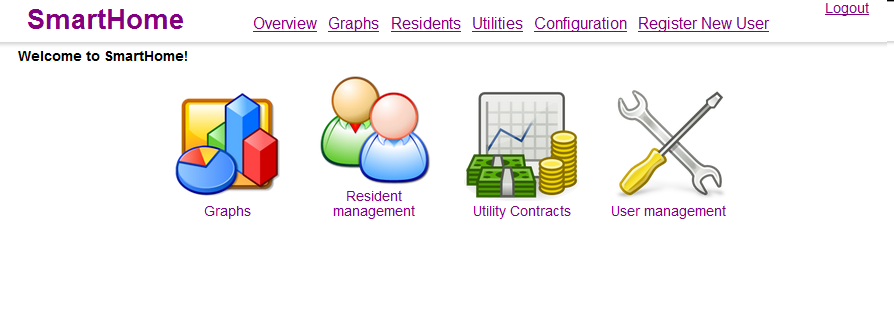 SmartHome Overview Graphs Residents Utilities Configuration Register New User Logout
Welcome to SmartHome!
Graphs
Resident
management
Utility Contracts
User management